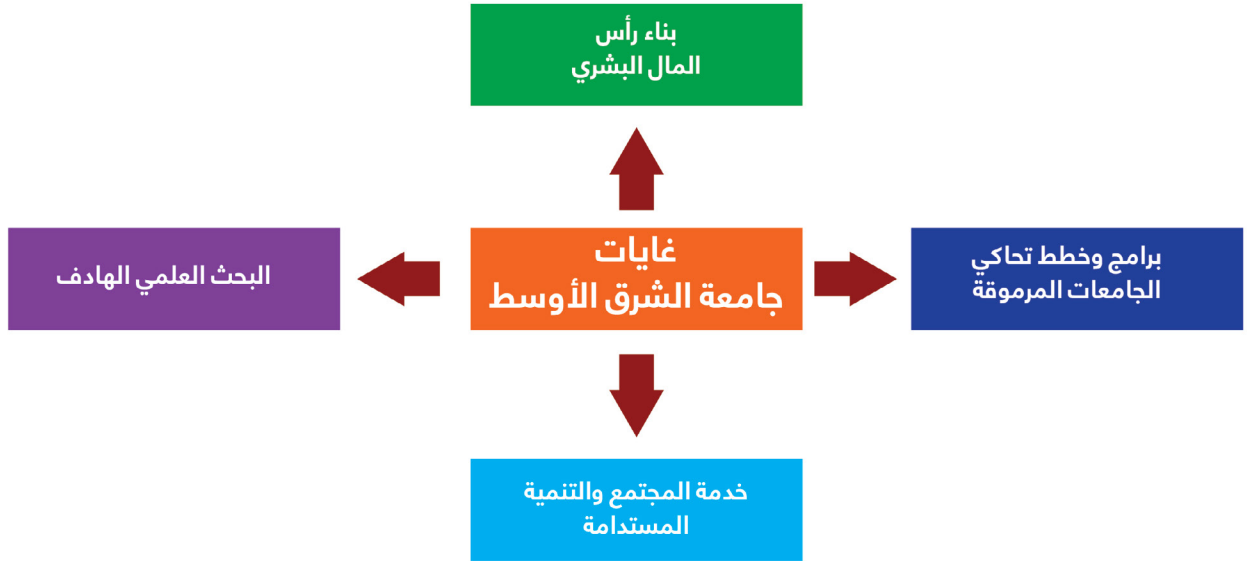 بناء رأس
المال البشري
غايات
جامعة الشرق الأوسط
برامج وخطط تحاكي
الجامعات المرموقة
البحث العلمي الهادف
خدمة المجتمع والتنمية
المستدامة